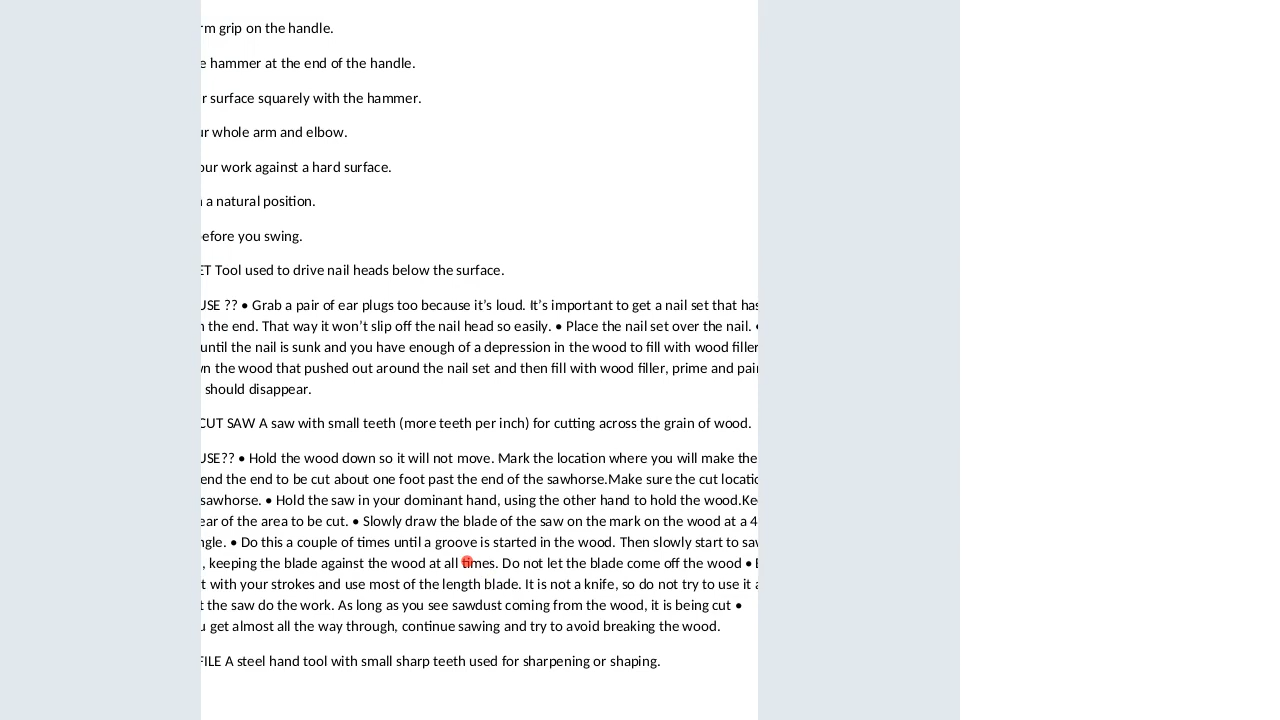 grip on the handle.
hammer at the end of the handle.
surface squarely with the hammer.
whole arm and elbow.
work against a hard surface.
a natural position.
before you swing.
Tool used to drive nail heads below the surface.
USE ?? • Grab a pair of ear plugs too because it’s loud. It’s important to get a nail set that has
the end. That way it won’t slip off the nail head so easily. • Place the nail set over the nail. •
until the nail is sunk and you have enough of a depression in the wood to fill with wood filler
the wood that pushed out around the nail set and then fill with wood filler, prime and
should disappear.
CUT SAW A saw with small teeth (more teeth per inch) for cutting across the grain of wood.
USE?? • Hold the wood down so it will not move. Mark the location where you will make the
the end to be cut about one foot past the end of the sawhorse.Make sure the cut
sawhorse. • Hold the saw in your dominant hand, using the other hand to hold the wood.
of the area to be cut. • Slowly draw the blade of the saw on the mark on the wood at a
• Do this a couple of times until a groove is started in the wood. Then slowly start to
, keeping the blade against the wood at all times. Do not let the blade come off the wood •
with your strokes and use most of the length blade. It is not a knife, so do not try to use it
the saw do the work. As long as you see sawdust coming from the wood, it is being cut •
get almost all the way through, continue sawing and try to avoid breaking the wood.
FILE A steel hand tool with small sharp teeth used for sharpening or shaping.